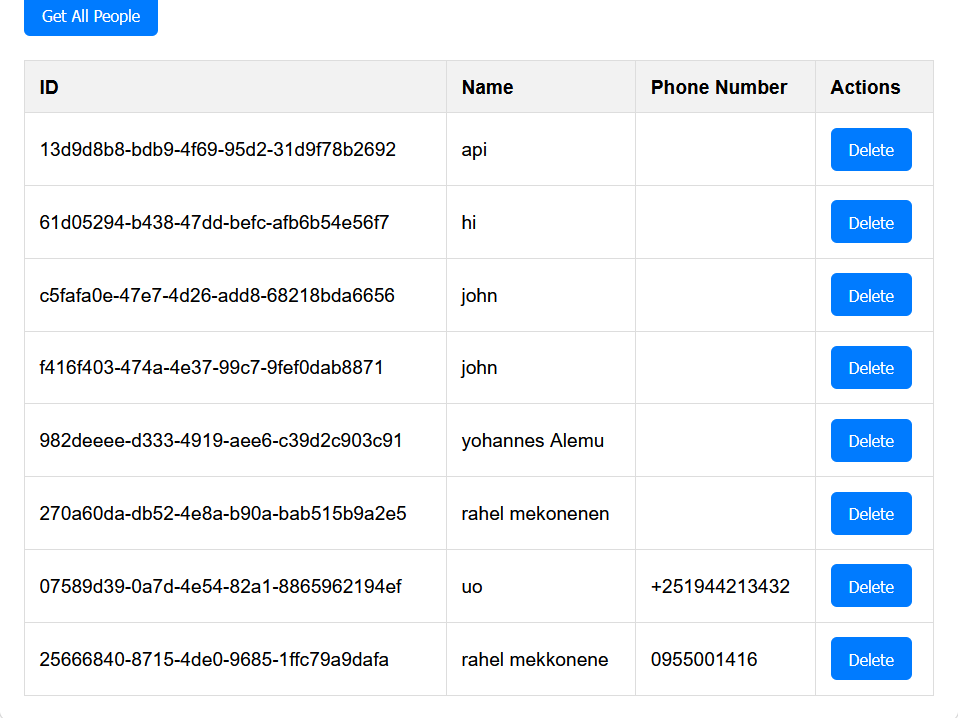 Get All People
ID Name Phone Number Actions
13d9d8b8-bdb9-4f69-95d2-31d9f78b2692 api Delete
61d05294-b438-47dd-befc-afb6b54e56f7 hi Delete
c5fafa0e-47e7-4d26-add8-68218bda6656 john Delete
f416f403-474a-4e37-99c7-9fef0dab8871 john Delete
982deeee-d333-4919-aee6-c39d2c903c91 yohannes Alemu Delete
270a60da-db52-4e8a-b90a-bab515b9a2e5 rahel mekonenen Delete
07589d39-0a7d-4e54-82a1-8865962194ef uo +251944213432 Delete
25666840-8715-4de0-9685-1ffc79a9dafa rahel mekkonene 0955001416 Delete